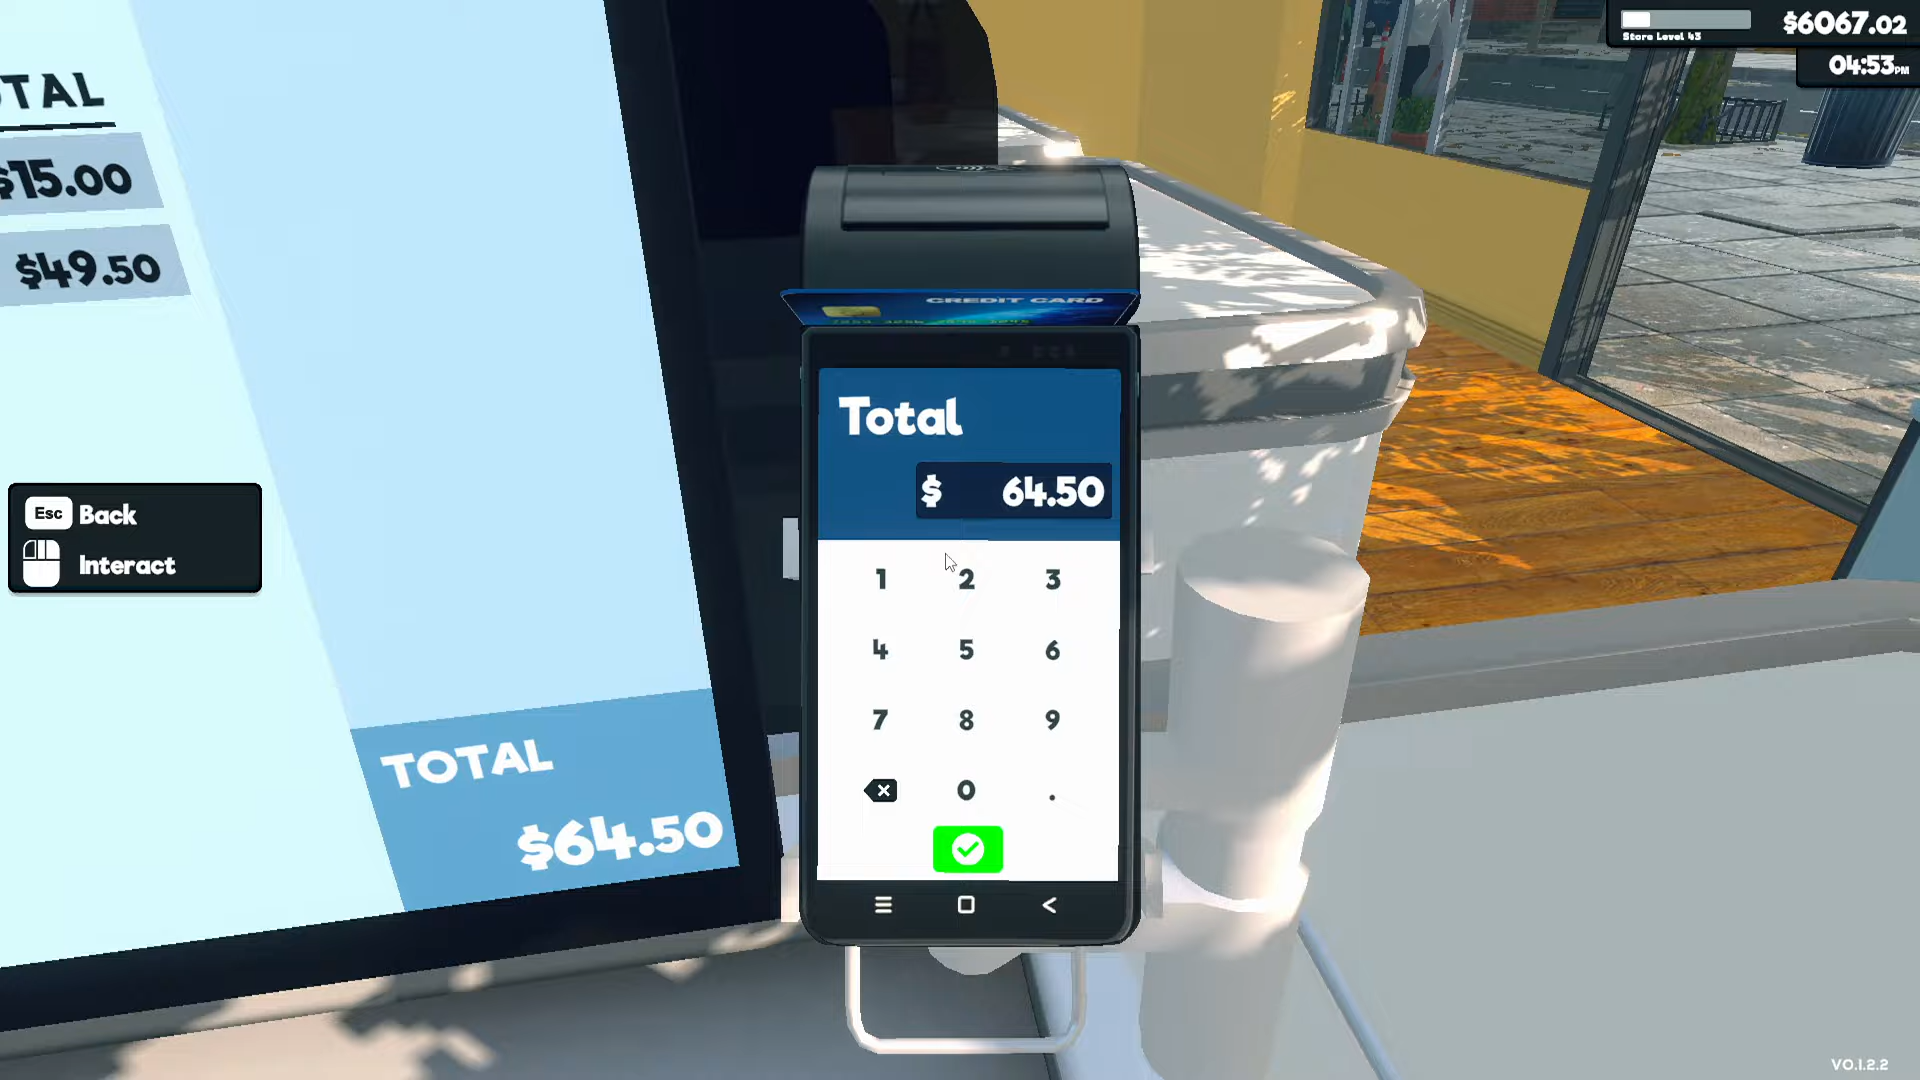 $6067.02
Store Level 43
04:53PM
TOTAL
$15.00
$49.50
CREDIT CARD
Total
$ 64.50
Esc Back
Interact
1 2 3
4 5 6
7 8 9
0 .
TOTAL
$64.50
V0.1.2.2